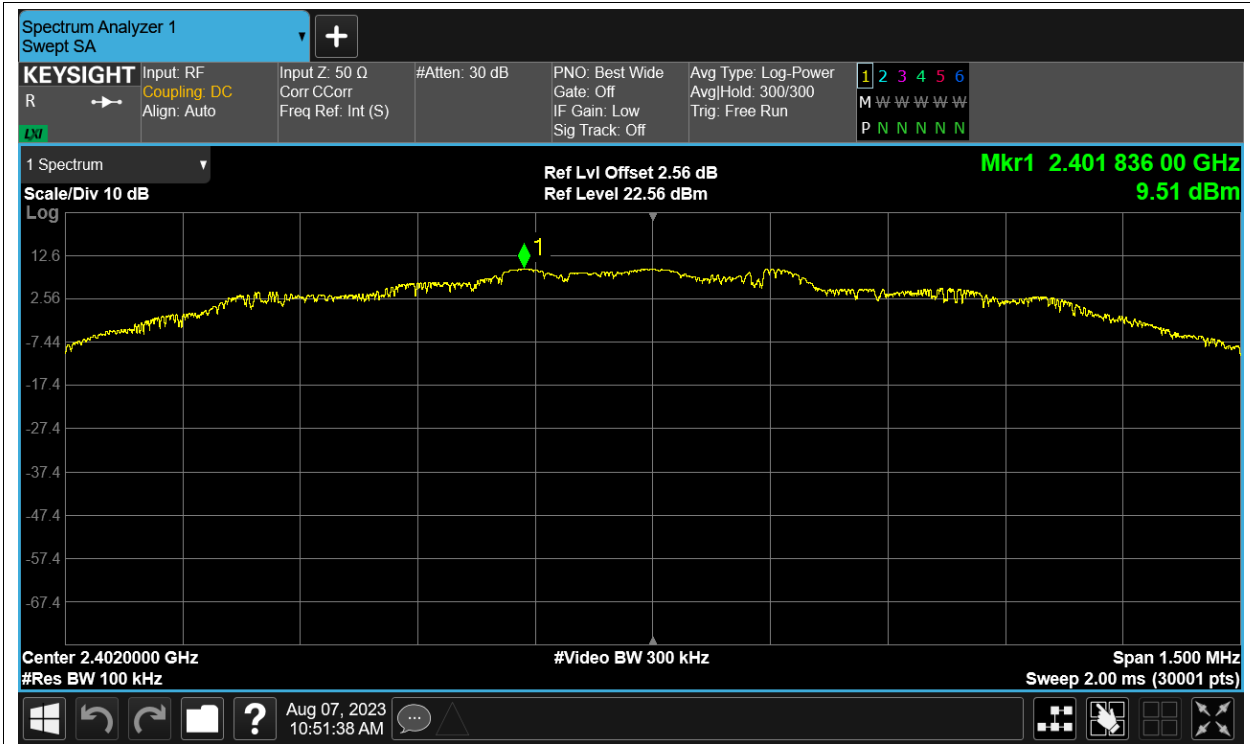 Spectrum Analyzer 1
Swept SA
KEYSIGHT
R
LXI
Input: RF
Coupling: DC
Align: Auto
Input Z: 50 Ω
Corr CCorr
Freq Ref: Int (S)
#Atten: 30 dB
PNO: Best Wide
Gate: Off
IF Gain: Low
Sig Track: Off
Avg Type: Log-Power
Avg|Hold: 300/300
Trig: Free Run
1 2 3 4 5 6
M W W W W W
P N N N N N
1 Spectrum
Scale/Div 10 dB
Ref Lvl Offset 2.56 dB
Ref Level 22.56 dBm
Mkr1 2.401 836 00 GHz
9.51 dBm
Log
1
12.6
2.56
-7.44
-17.4
-27.4
-37.4
-47.4
-57.4
-67.4
Center 2.4020000 GHz
#Video BW 300 kHz
Span 1.500 MHz
#Res BW 100 kHz
Sweep 2.00 ms (30001 pts)
?
Aug 07, 2023
10:51:38 AM